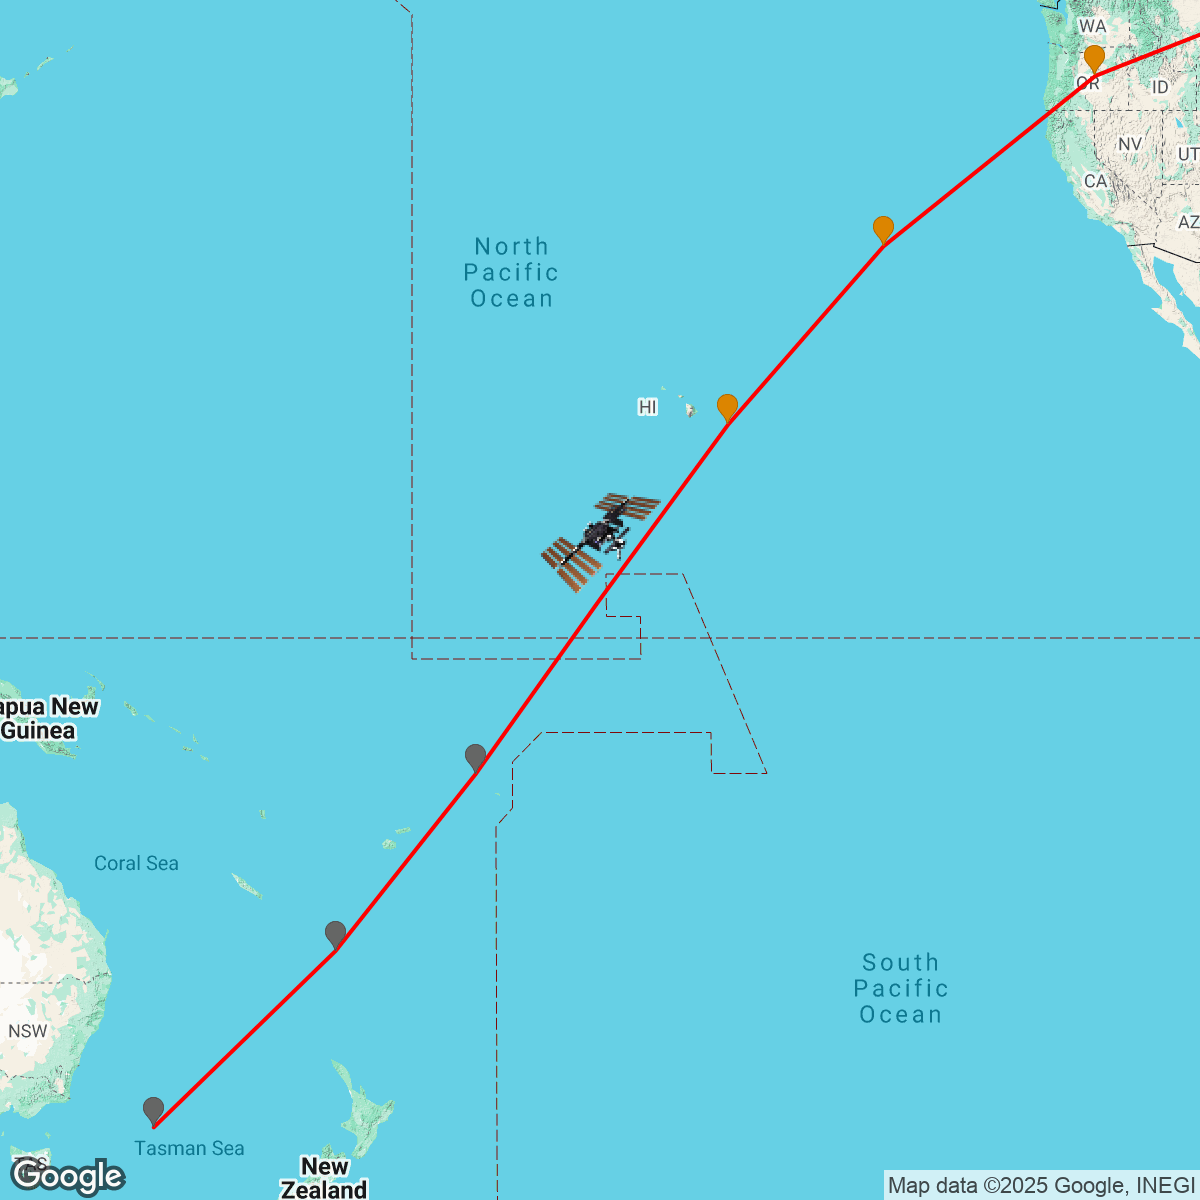 WA
OR
ID
NV
UT
CA
AZ
North
Pacific
Ocean
HI
apua New
Guinea
Coral Sea
South
Pacific
Ocean
NSW
Tasman Sea
New
Zealand
Google
Map data ©2025 Google, INEGI